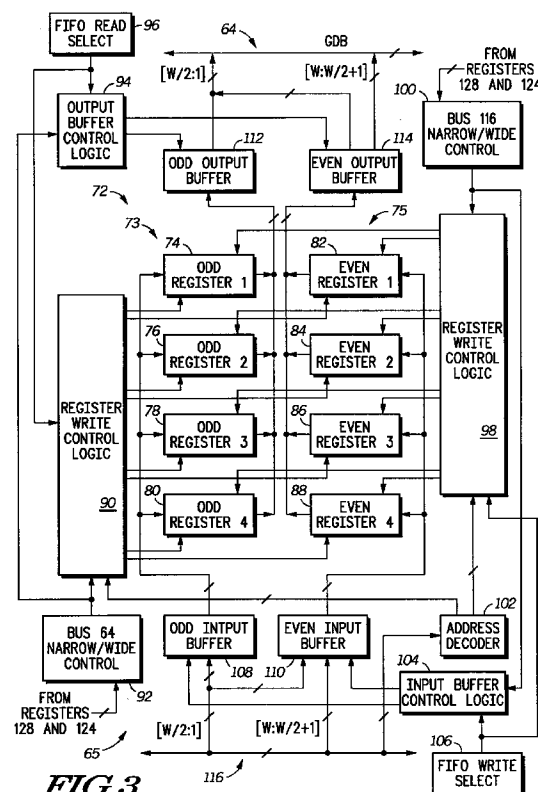 FIFO READ
SELECT
96
64
GDB
FROM
REGISTERS
128 AND 124
94
[W/2:1]
[W:W/2+1]
100
OUTPUT
BUFFER
CONTROL
LOGIC
112
114
BUS 116
NARROW/WIDE
CONTROL
ODD OUTPUT
BUFFER
EVEN OUTPUT
BUFFER
72
73
75
74
82
ODD
REGISTER 1
EVEN
REGISTER 1
76
84
ODD
REGISTER 2
EVEN
REGISTER 2
REGISTER
WRITE
CONTROL
LOGIC
98
REGISTER
WRITE
CONTROL
LOGIC
90
78
86
ODD
REGISTER 3
EVEN
REGISTER 3
80
88
ODD
REGISTER 4
EVEN
REGISTER 4
102
BUS 64
NARROW/WIDE
CONTROL
92
ODD INTPUT
BUFFER
108
EVEN INPUT
BUFFER
110
ADDRESS
DECODER
104
INPUT BUFFER
CONTROL LOGIC
FROM
REGISTERS
128 AND 124
65
[W/2:1]
[W:W/2+1]
106
116
FIFO WRITE
SELECT
FIG.3